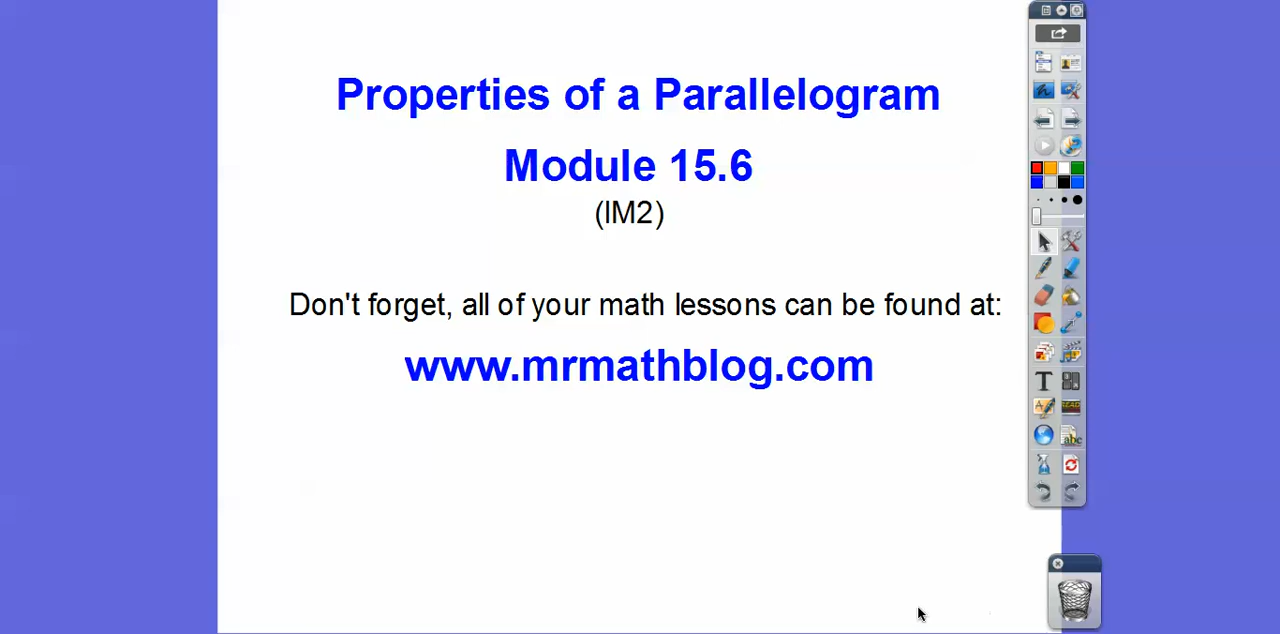 Properties of a Parallelogram
Module 15.6
(IM2)
Don't forget, all of your math lessons can be found at:
www.mrmathblog.com
T
abc